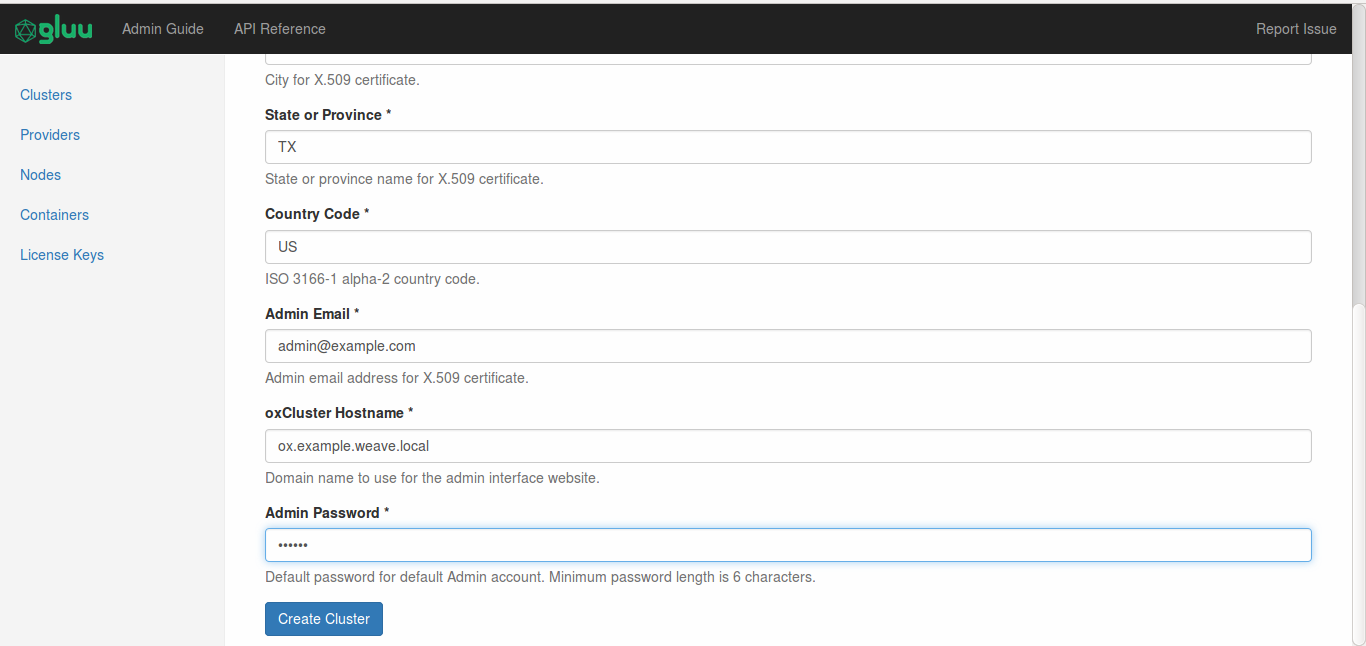 gluu Admin Guide API Reference Report Issue
Clusters
Providers
Nodes
Containers
License Keys
City for X.509 certificate.
State or Province *
TX
State or province name for X.509 certificate.
Country Code *
US
ISO 3166-1 alpha-2 country code.
Admin Email *
admin@example.com
Admin email address for X.509 certificate.
oxCluster Hostname *
ox.example.weave.local
Domain name to use for the admin interface website.
Admin Password *
••••••
Default password for default Admin account. Minimum password length is 6 characters.
Create Cluster